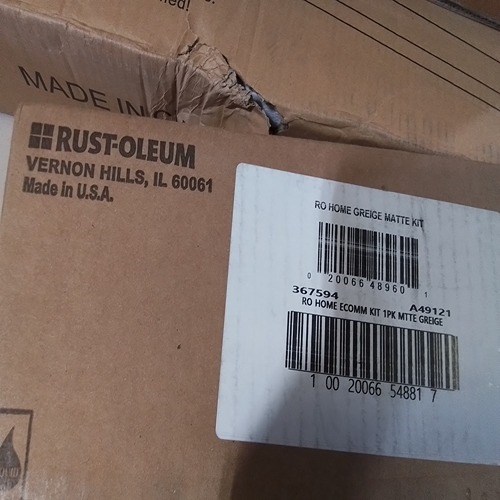 MADE IN
RUST-OLEUM
VERNON HILLS, IL 60061
Made in U.S.A.
RO HOME GREIGE MATTE KIT
0 20066 48960 1
367594 A49121
RO HOME ECOMM KIT 1PK MTTE GREIGE
1 00 20066 54881 7